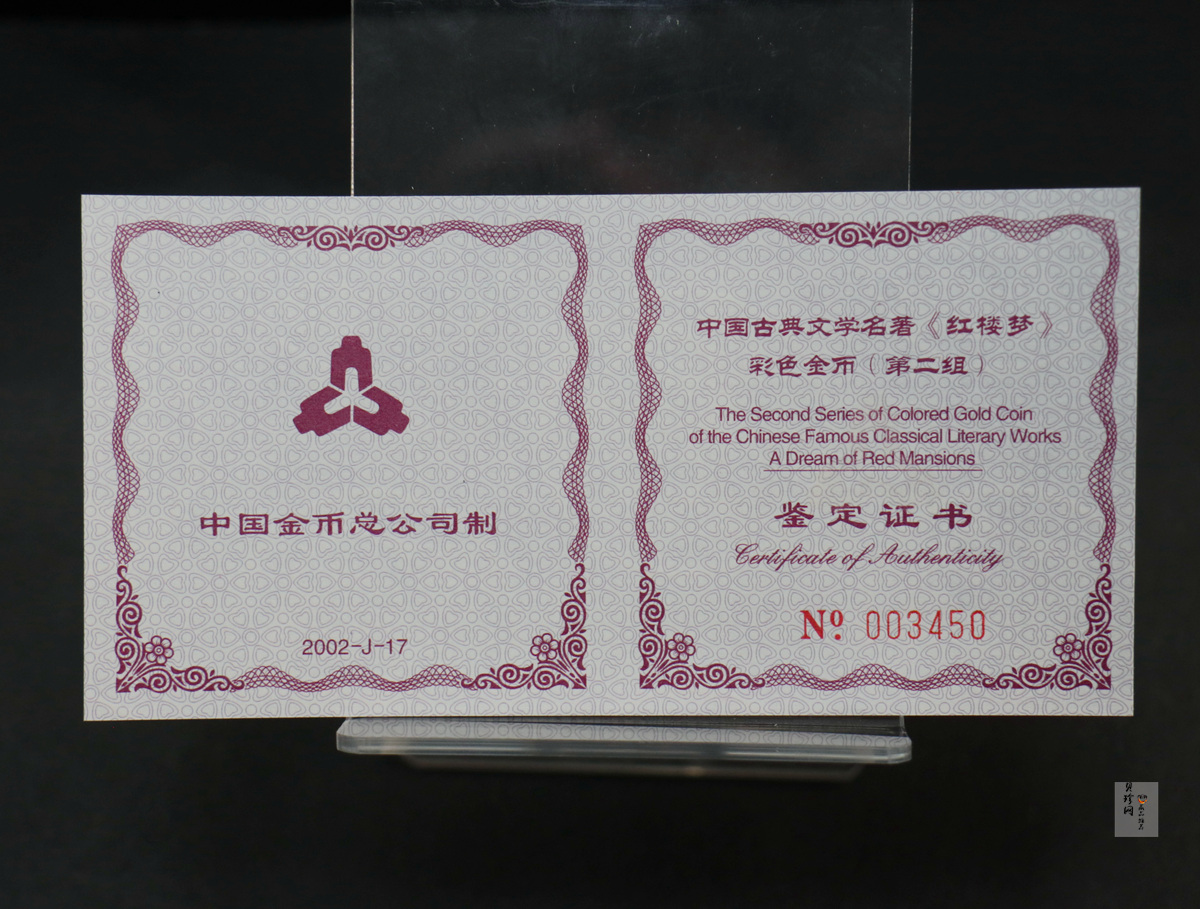 中国金币总公司制
2002-J-17
中国古典文学名著《红楼梦》
彩色金币（第二组）
The Second Series of Colored Gold Coin
of the Chinese Famous Classical Literary Works
A Dream of Red Mansions
鉴定证书
Certificate of Authenticity
Nº 003450